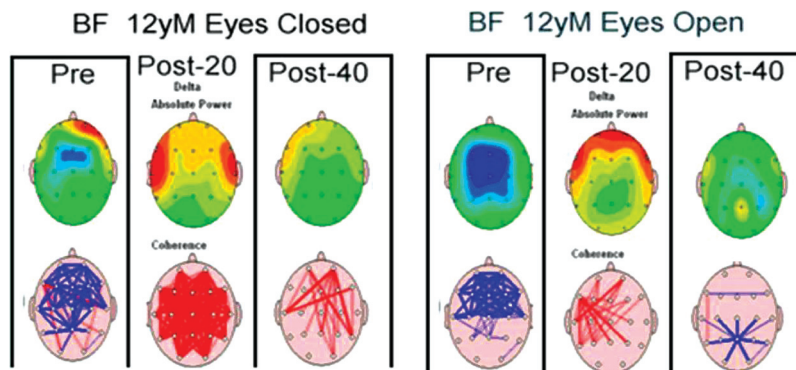 BF 12yM Eyes Closed
Pre
Post-20
Post-40
Delta
Absolute Power
Coherence
BF 12yM Eyes Open
Pre
Post-20
Post-40
Delta
Absolute Power
Coherence